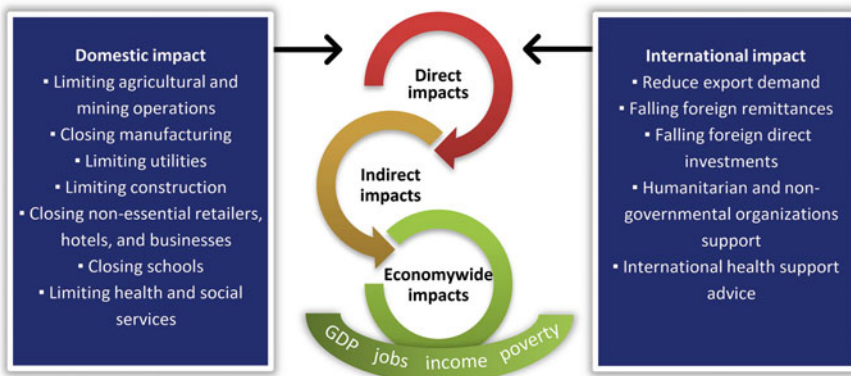 Domestic impact
▪ Limiting agricultural and
mining operations
▪ Closing manufacturing
▪ Limiting utilities
▪ Limiting construction
▪ Closing non-essential retailers,
hotels, and businesses
▪ Closing schools
▪ Limiting health and social
services
Direct
impacts
Indirect
impacts
Economywide
impacts
GDP jobs income poverty
International impact
▪ Reduce export demand
▪ Falling foreign remittances
▪ Falling foreign direct
investments
▪ Humanitarian and non-
governmental organizations
support
▪ International health support
advice